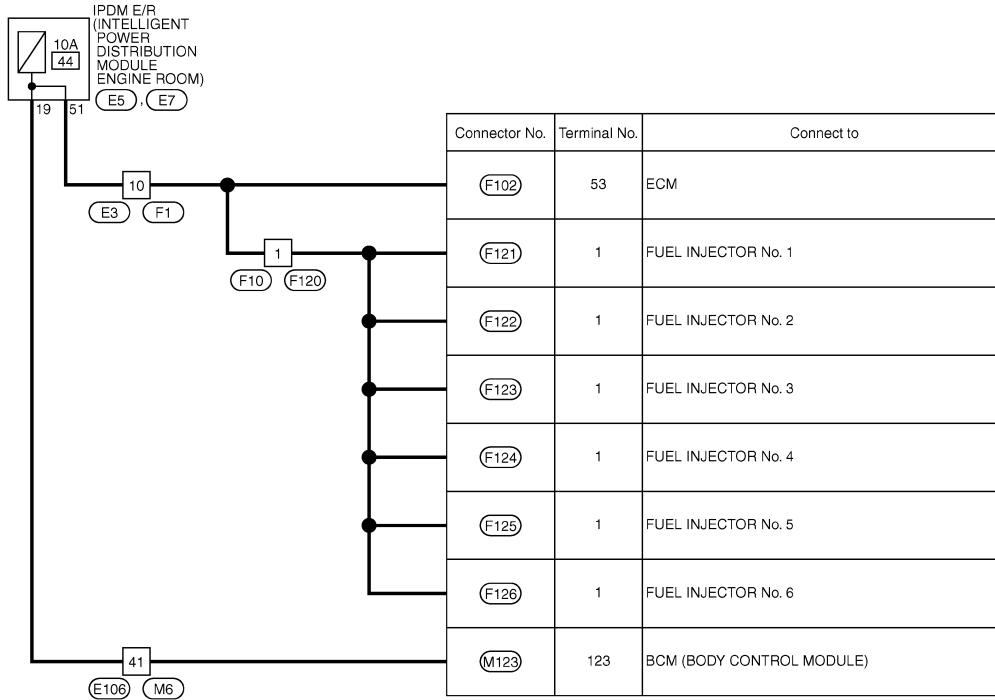 IPDM E/R
(INTELLIGENT
POWER
DISTRIBUTION
MODULE
ENGINE ROOM)
10A
44
E5 , E7
19 51
Connector No. Terminal No. Connect to
10
E3 F1
F102 53 ECM
1
F10 F120
F121 1 FUEL INJECTOR No. 1
F122 1 FUEL INJECTOR No. 2
F123 1 FUEL INJECTOR No. 3
F124 1 FUEL INJECTOR No. 4
F125 1 FUEL INJECTOR No. 5
F126 1 FUEL INJECTOR No. 6
41
E106 M6
M123 123 BCM (BODY CONTROL MODULE)